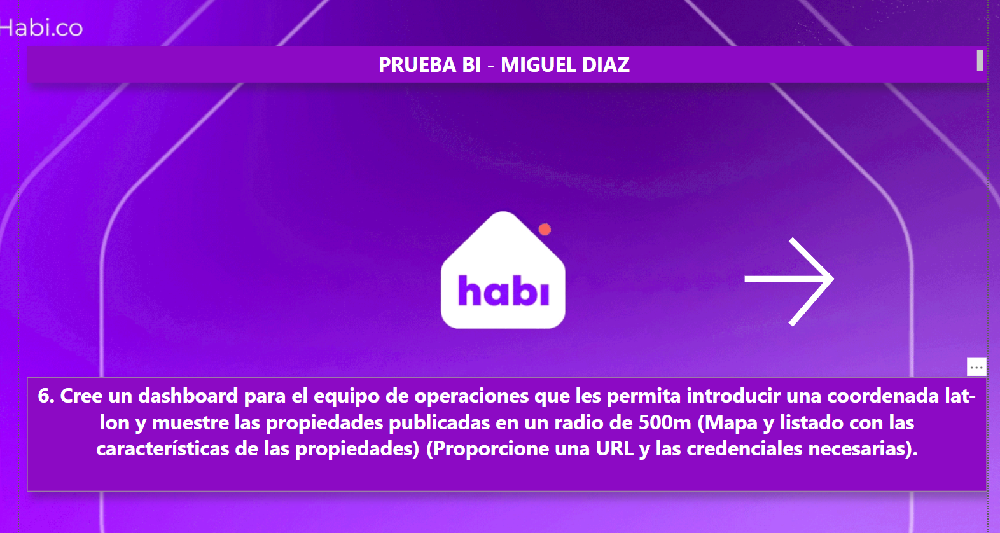 Habi.co
PRUEBA BI - MIGUEL DIAZ
habi
6. Cree un dashboard para el equipo de operaciones que les permita introducir una coordenada lat-
lon y muestre las propiedades publicadas en un radio de 500m (Mapa y listado con las
características de las propiedades) (Proporcione una URL y las credenciales necesarias).